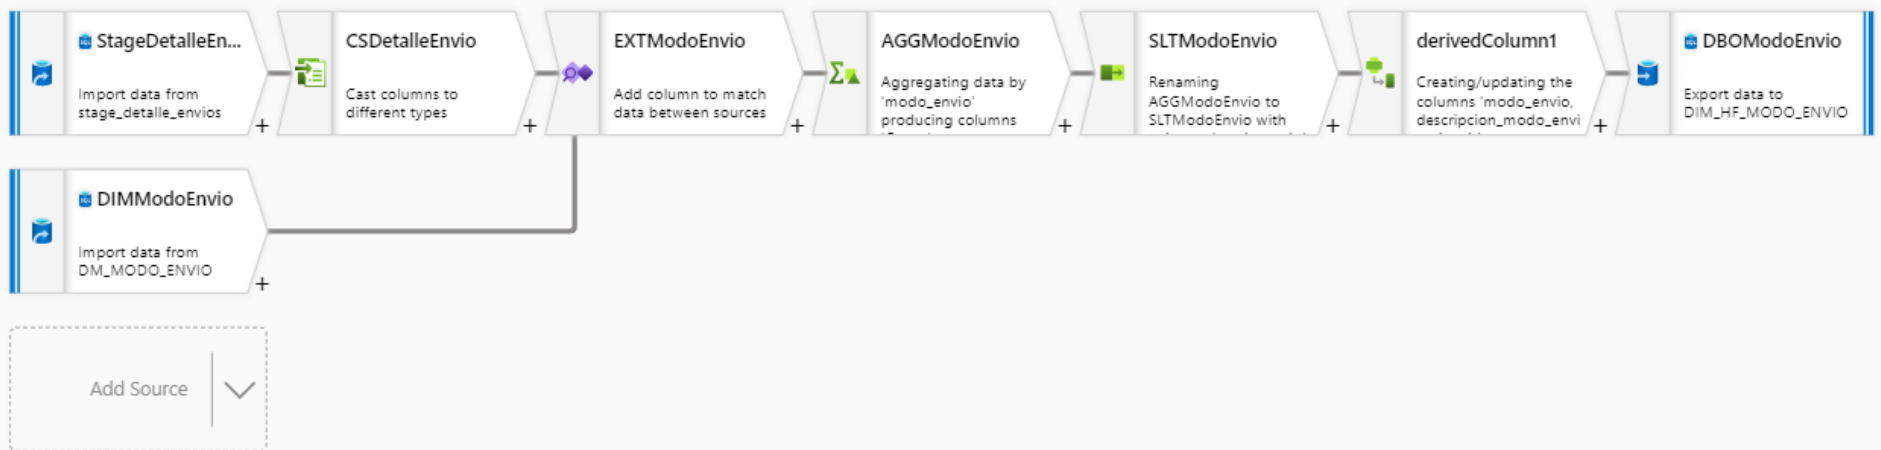 StageDetalleEn...
Import data from
stage_detalle_envios
+
CSDetalleEnvio
Cast columns to
different types
+
EXTModoEnvio
Add column to match
data between sources
+
AGGModoEnvio
Aggregating data by
'modo_envio'
producing columns
+
SLTModoEnvio
Renaming
AGGModoEnvio to
SLTModoEnvio with
+
derivedColumn1
Creating/updating the
columns 'modo_envio,
descripcion_modo_envi
+
DBOModoEnvio
Export data to
DIM_HF_MODO_ENVIO
DIMModoEnvio
Import data from
DM_MODO_ENVIO
+
Add Source